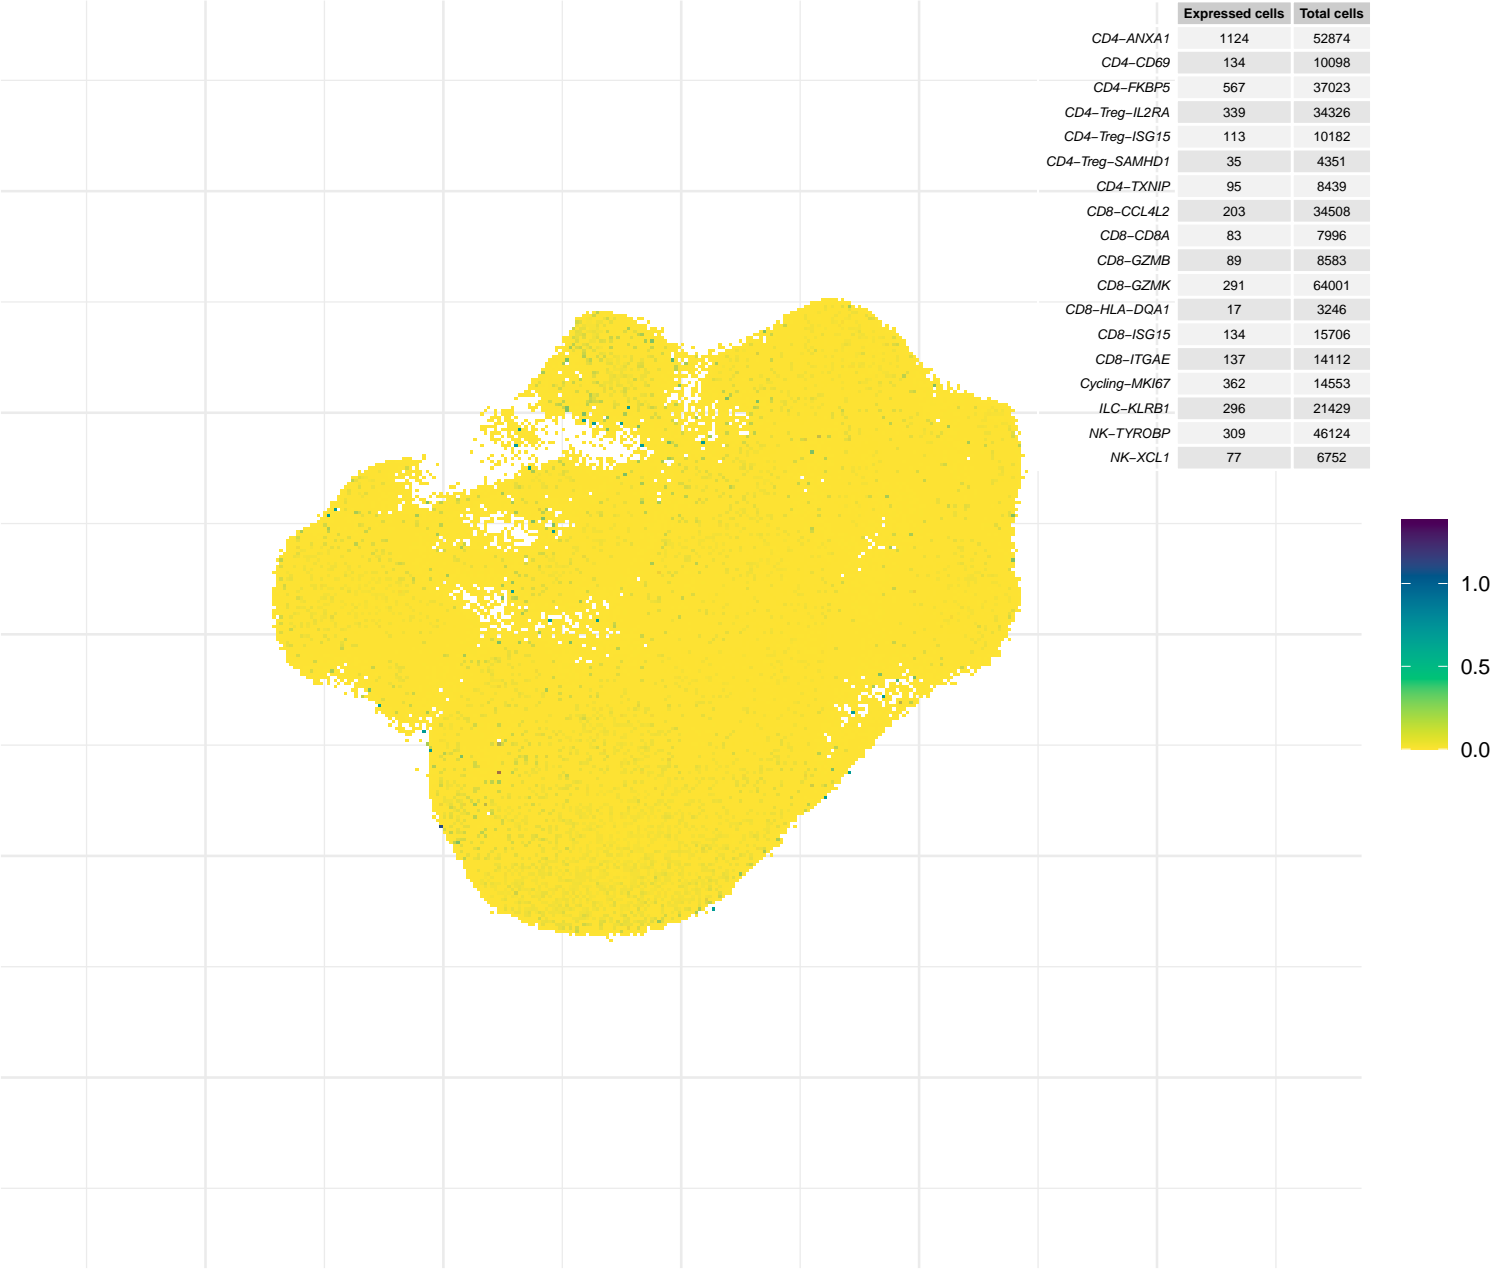 Expressed cells Total cells
CD4−ANXA1 1124 52874
CD4−CD69 134 10098
CD4−FKBP5 567 37023
CD4−Treg−IL2RA 339 34326
CD4−Treg−ISG15 113 10182
CD4−Treg−SAMHD1 35 4351
CD4−TXNIP 95 8439
CD8−CCL4L2 203 34508
CD8−CD8A 83 7996
CD8−GZMB 89 8583
CD8−GZMK 291 64001
CD8−HLA−DQA1 17 3246
CD8−ISG15 134 15706
CD8−ITGAE 137 14112
Cycling−MKI67 362 14553
ILC−KLRB1 296 21429
NK−TYROBP 309 46124
NK−XCL1 77 6752
1.0
0.5
0.0